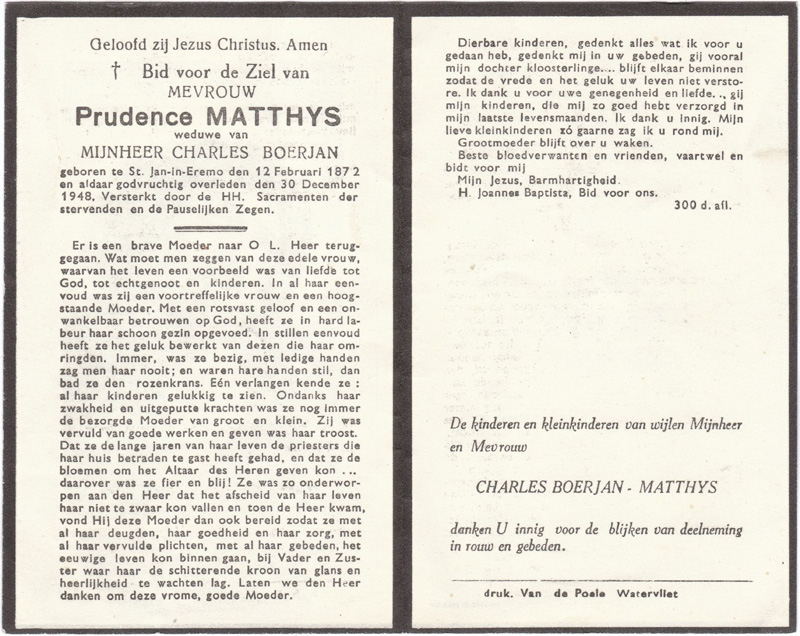 Geloofd zij Jezus Christus. Amen
† Bid voor de Ziel van
MEVROUW
Prudence MATTHYS
weduwe van
MIJNHEER CHARLES BOERJAN
geboren te St. Jan-in-Eremo den 12 Februari 1872
en aldaar godvruchtig overleden den 30 December
1948, Versterkt door de HH. Sacramenten der
stervenden en de Pauselijken Zegen.
Er is een brave Moeder naar O L. Heer terug-
gegaan. Wat moet men zeggen van deze edele vrouw,
waarvan het leven een voorbeeld was van liefde tot
God, tot echtgenoot en kinderen. In al haar een-
voud was zij een voortreffelijke vrouw en een hoog-
staande Moeder. Met een rotsvast geloof en een on-
wankelbaar betrouwen op God, heeft ze in hard la-
beur haar schoon gezin opgevoed. In stillen eenvoud
heeft ze het geluk bewerkt van dezen die haar om-
ringden. Immer, was ze bezig, met ledige handen
zag men haar nooit; en waren hare handen stil, dan
bad ze den rozenkrans. Eén verlangen kende ze :
al haar kinderen gelukkig te zien. Ondanks haar
zwakheid en uitgeputte krachten was ze nog immer
de bezorgde Moeder van groot en klein. Zij was
vervuld van goede werken en geven was haar troost.
Dat ze de lange jaren van haar leven de priesters die
haar huis betraden te gast heeft gehad, en dat ze de
bloemen om het Altaar des Heren geven kon ...
daarover was ze fier en blij! Ze was zo onderwor-
pen aan den Heer dat het afscheid van haar leven
haar niet te zwaar kon vallen en toen de Heer kwam,
vond Hij deze Moeder dan ook bereid zodat ze met
al haar deugden, haar goedheid en haar zorg, met
al haar vervulde plichten, met al haar gebeden, het
eeuwige leven kon binnen gaan, bij Vader en Zus-
ter waar haar de schitterende kroon van glans en
heerlijkheid te wachten lag. Laten we den Heer
danken om deze vrome, goede Moeder.
Dierbare kinderen, gedenkt alles wat ik voor u
gedaan heb, gedenkt mij in uw gebeden, gij vooral
mijn dochter kloosterlinge.... blijft elkaar beminnen
zodat de vrede en het geluk uw leven niet versto-
re. Ik dank u voor uwe genegenheid en liefde.., gij
mijn kinderen, die mij zo goed hebt verzorgd in
mijn laatste levensmaanden. Ik dank u innig. Mijn
lieve kleinkinderen zó gaarne zag ik u rond mij.
Grootmoeder blijft over u waken.
Beste bloedverwanten en vrienden, vaartwel en
bidt voor mij
Mijn Jezus, Barmhartigheid.
H. Joannes Baptista, Bid voor ons.
300 d. afl.
De kinderen en kleinkinderen van wijlen Mijnheer
en Mevrouw
CHARLES BOERJAN - MATTHYS
danken U innig voor de blijken van deelneming
in rouw en gebeden.
druk. Van de Poele Watervliet